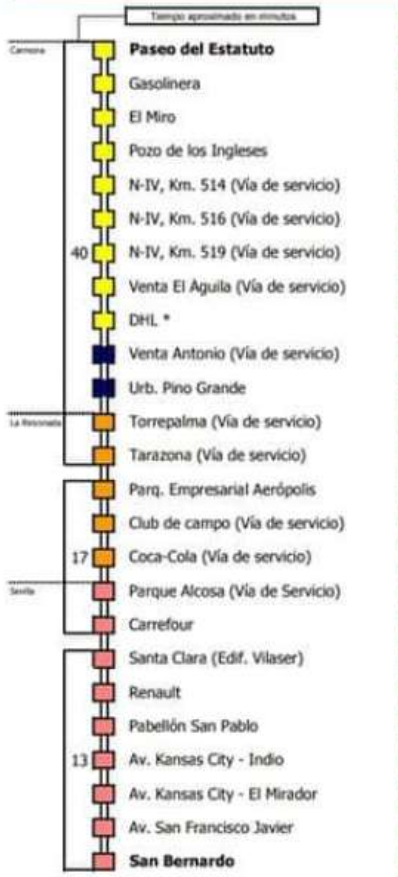 Tiempo aproximado en minutos
Carmona
Paseo del Estatuto
Gasolinera
El Miro
Pozo de los Ingleses
N-IV, Km. 514 (Vía de servicio)
N-IV, Km. 516 (Vía de servicio)
40
N-IV, Km. 519 (Vía de servicio)
Venta El Águila (Vía de servicio)
DHL *
Venta Antonio (Vía de servicio)
Urb. Pino Grande
La Rinconada
Torrepalma (Vía de servicio)
Tarazona (Vía de servicio)
Parq. Empresarial Aerópolis
Club de campo (Vía de servicio)
17
Coca-Cola (Vía de servicio)
Sevilla
Parque Alcosa (Vía de Servicio)
Carrefour
Santa Clara (Edif. Vilaser)
Renault
Pabellón San Pablo
13
Av. Kansas City - Indio
Av. Kansas City - El Mirador
Av. San Francisco Javier
San Bernardo